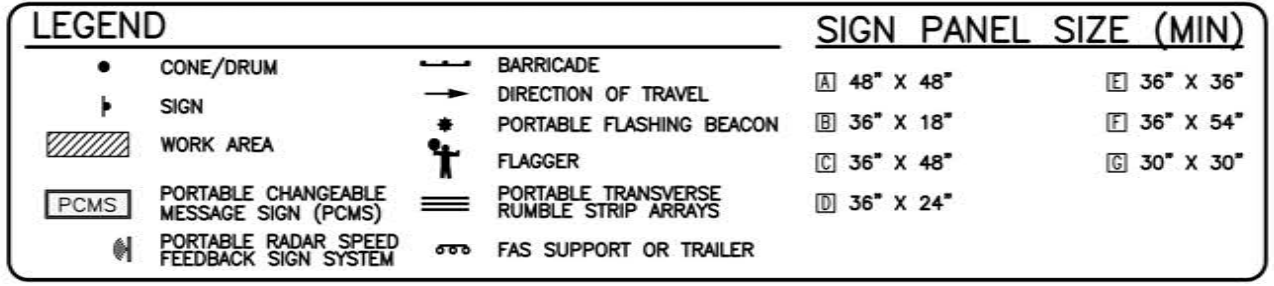 LEGEND
CONE/DRUM
SIGN
WORK AREA
PCMS
PORTABLE CHANGEABLE
MESSAGE SIGN (PCMS)
PORTABLE RADAR SPEED
FEEDBACK SIGN SYSTEM
BARRICADE
DIRECTION OF TRAVEL
PORTABLE FLASHING BEACON
FLAGGER
PORTABLE TRANSVERSE
RUMBLE STRIP ARRAYS
FAS SUPPORT OR TRAILER
SIGN PANEL SIZE (MIN)
A 48" X 48"
B 36" X 18"
C 36" X 48"
D 36" X 24"
E 36" X 36"
F 36" X 54"
G 30" X 30"